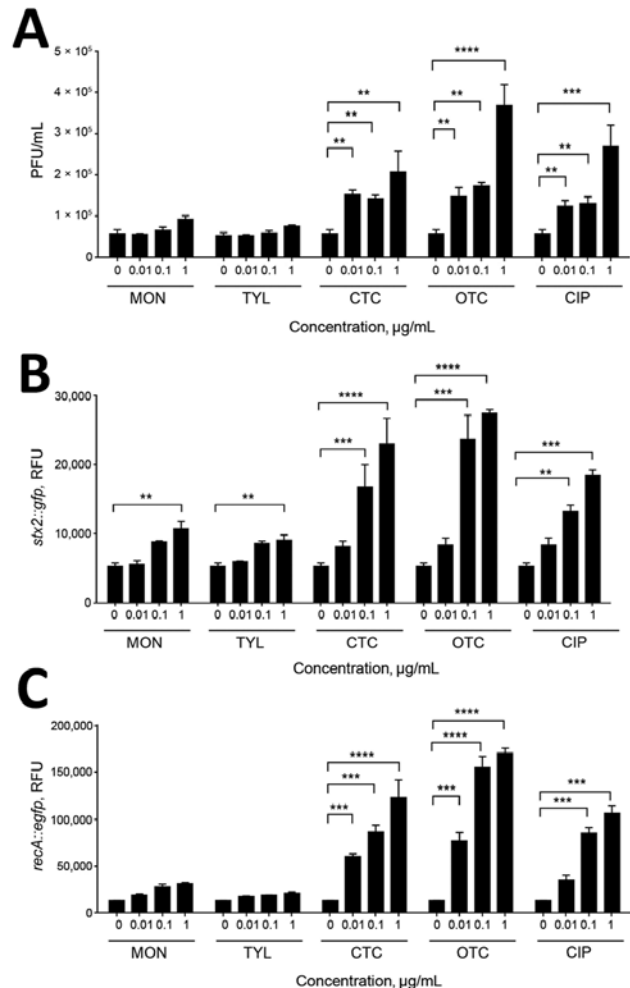 A
5 × 10⁵
****
4 × 10⁵
**
**
***
3 × 10⁵
**
**
**
2 × 10⁵
**
**
1 × 10⁵
0
PFU/mL
0 0.01 0.1 1 0 0.01 0.1 1 0 0.01 0.1 1 0 0.01 0.1 1 0 0.01 0.1 1
MON TYL CTC OTC CIP
Concentration, µg/mL
B
30,000
****
****
***
***
***
20,000
**
**
**
10,000
0
stx2::gfp, RFU
0 0.01 0.1 1 0 0.01 0.1 1 0 0.01 0.1 1 0 0.01 0.1 1 0 0.01 0.1 1
MON TYL CTC OTC CIP
Concentration, µg/mL
C
200,000
****
****
****
150,000
***
***
***
***
***
100,000
50,000
0
recA::egfp, RFU
0 0.01 0.1 1 0 0.01 0.1 1 0 0.01 0.1 1 0 0.01 0.1 1 0 0.01 0.1 1
MON TYL CTC OTC CIP
Concentration, µg/mL